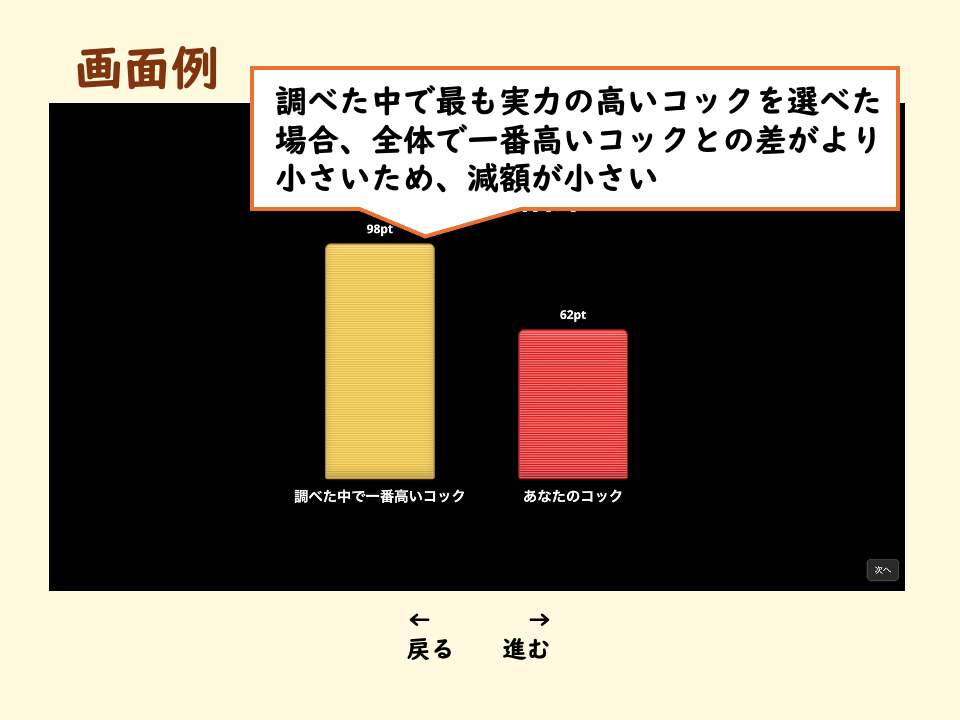 画面例
調べた中で最も実力の高いコックを選べた
場合、全体で一番高いコックとの差がより
小さいため、減額が小さい
98pt
62pt
調べた中で一番高いコック
あなたのコック
次へ
← →
戻る 進む